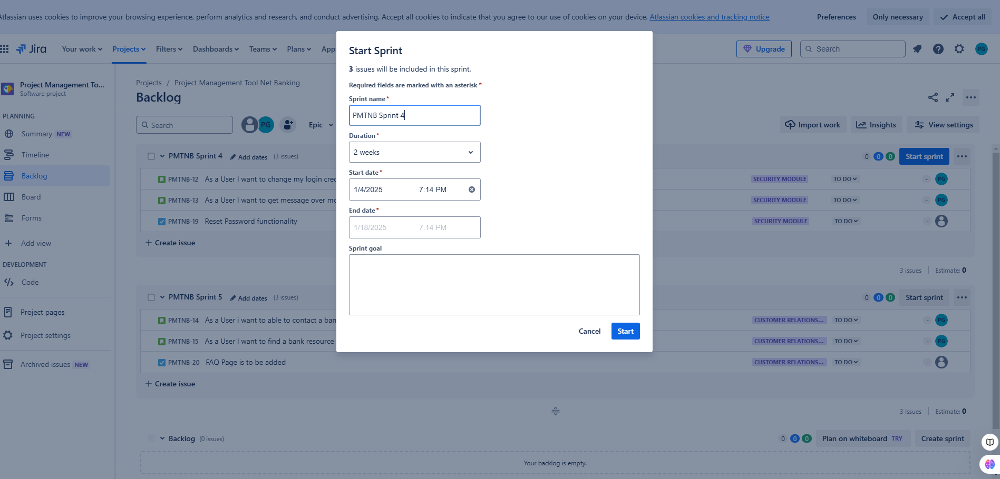 Atlassian uses cookies to improve your browsing experience, perform analytics and research, and conduct advertising. Accept all cookies to indicate that you agree to our use of cookies on your device. Atlassian cookies and tracking notice
Preferences
Only necessary
Accept all
Jira
Your work
Projects
Filters
Dashboards
Teams
Plans
Apps
Upgrade
Search
PG
Project Management To...
Software project
PLANNING
Summary NEW
Timeline
Backlog
Board
Forms
Add view
DEVELOPMENT
Code
Project pages
Project settings
Archived issues NEW
Projects / Project Management Tool Net Banking
Backlog
Search
PG
Epic
Import work
Insights
View settings
PMTNB Sprint 4 Add dates (3 issues)
0 0 0 Start sprint
PMTNB-12 As a User I want to change my login cred
SECURITY MODULE TO DO - PG
PMTNB-13 As a User I want to get message over mo
SECURITY MODULE TO DO - PG
PMTNB-19 Reset Password functionality
SECURITY MODULE TO DO -
Create issue
3 issues Estimate: 0
PMTNB Sprint 5 Add dates (3 issues)
0 0 0 Start sprint
PMTNB-14 As a User i want to able to contact a ban
CUSTOMER RELATIONS... TO DO - PG
PMTNB-15 As a User I want to find a bank resource
CUSTOMER RELATIONS... TO DO - PG
PMTNB-20 FAQ Page is to be added
CUSTOMER RELATIONS... TO DO -
Create issue
3 issues Estimate: 0
Backlog (0 issues)
0 0 0 Plan on whiteboard TRY Create sprint
Your backlog is empty.
Start Sprint
3 issues will be included in this sprint.
Required fields are marked with an asterisk *
Sprint name*
PMTNB Sprint 4
Duration*
2 weeks
Start date*
1/4/2025 7:14 PM
End date*
1/18/2025 7:14 PM
Sprint goal
Cancel
Start